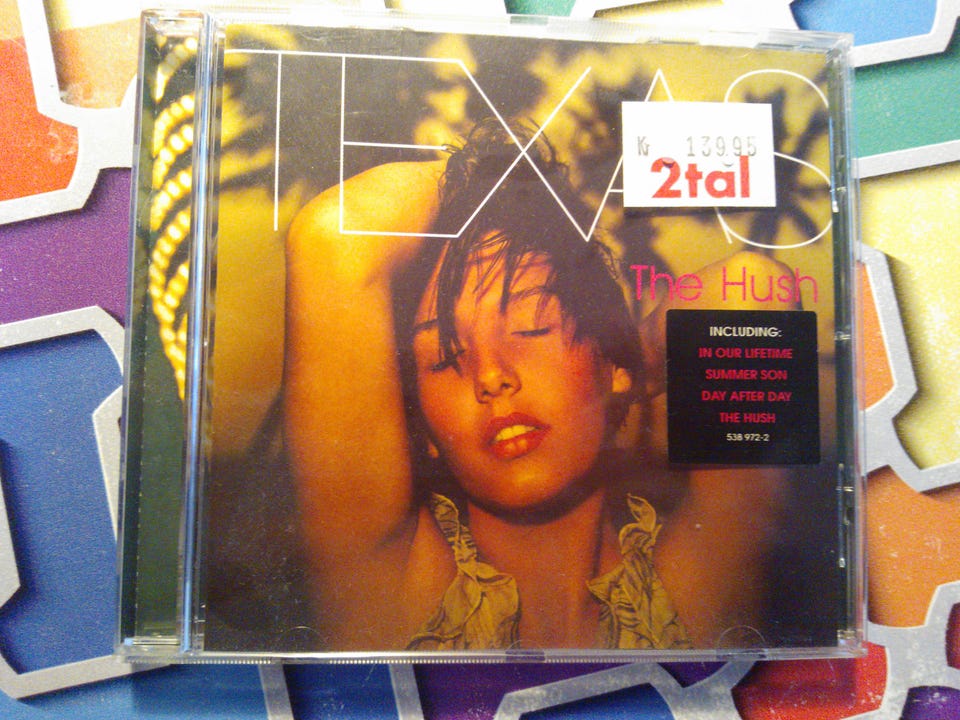 TEXAS
Kr 139.95
2tal
The Hush
INCLUDING:
IN OUR LIFETIME
SUMMER SON
DAY AFTER DAY
THE HUSH
538 972-2